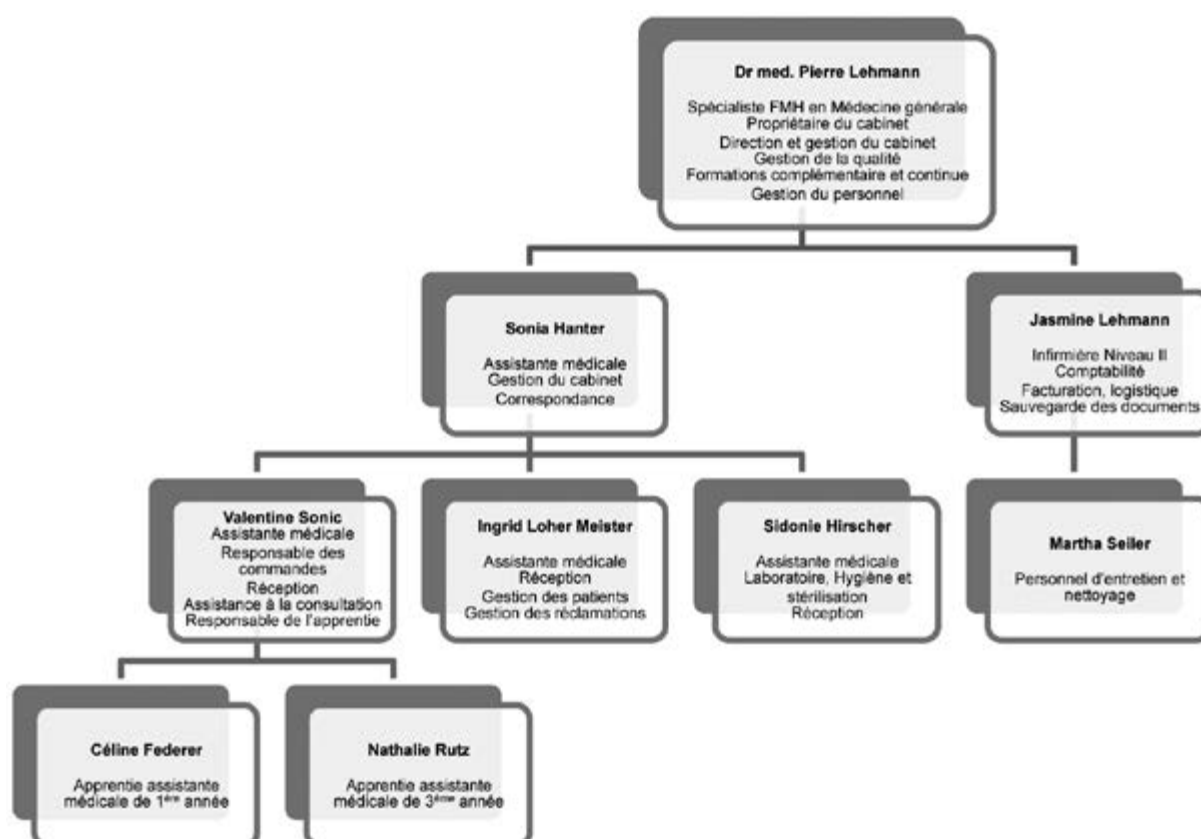 Dr med. Pierre Lehmann
Spécialiste FMH en Médecine générale
Propriétaire du cabinet
Direction et gestion du cabinet
Gestion de la qualité
Formations complémentaire et continue
Gestion du personnel
Sonia Hanter
Assistante médicale
Gestion du cabinet
Correspondance
Jasmine Lehmann
Infirmière Niveau II
Comptabilité
Facturation, logistique
Sauvegarde des documents
Valentine Sonic
Assistante médicale
Responsable des
commandes
Réception
Assistance à la consultation
Responsable de l'apprentie
Ingrid Loher Meister
Assistante médicale
Réception
Gestion des patients
Gestion des réclamations
Sidonie Hirscher
Assistante médicale
Laboratoire, Hygiène et
stérilisation
Réception
Martha Seiler
Personnel d'entretien et
nettoyage
Céline Federer
Apprentie assistante
médicale de 1ère année
Nathalie Rutz
Apprentie assistante
médicale de 3ème année